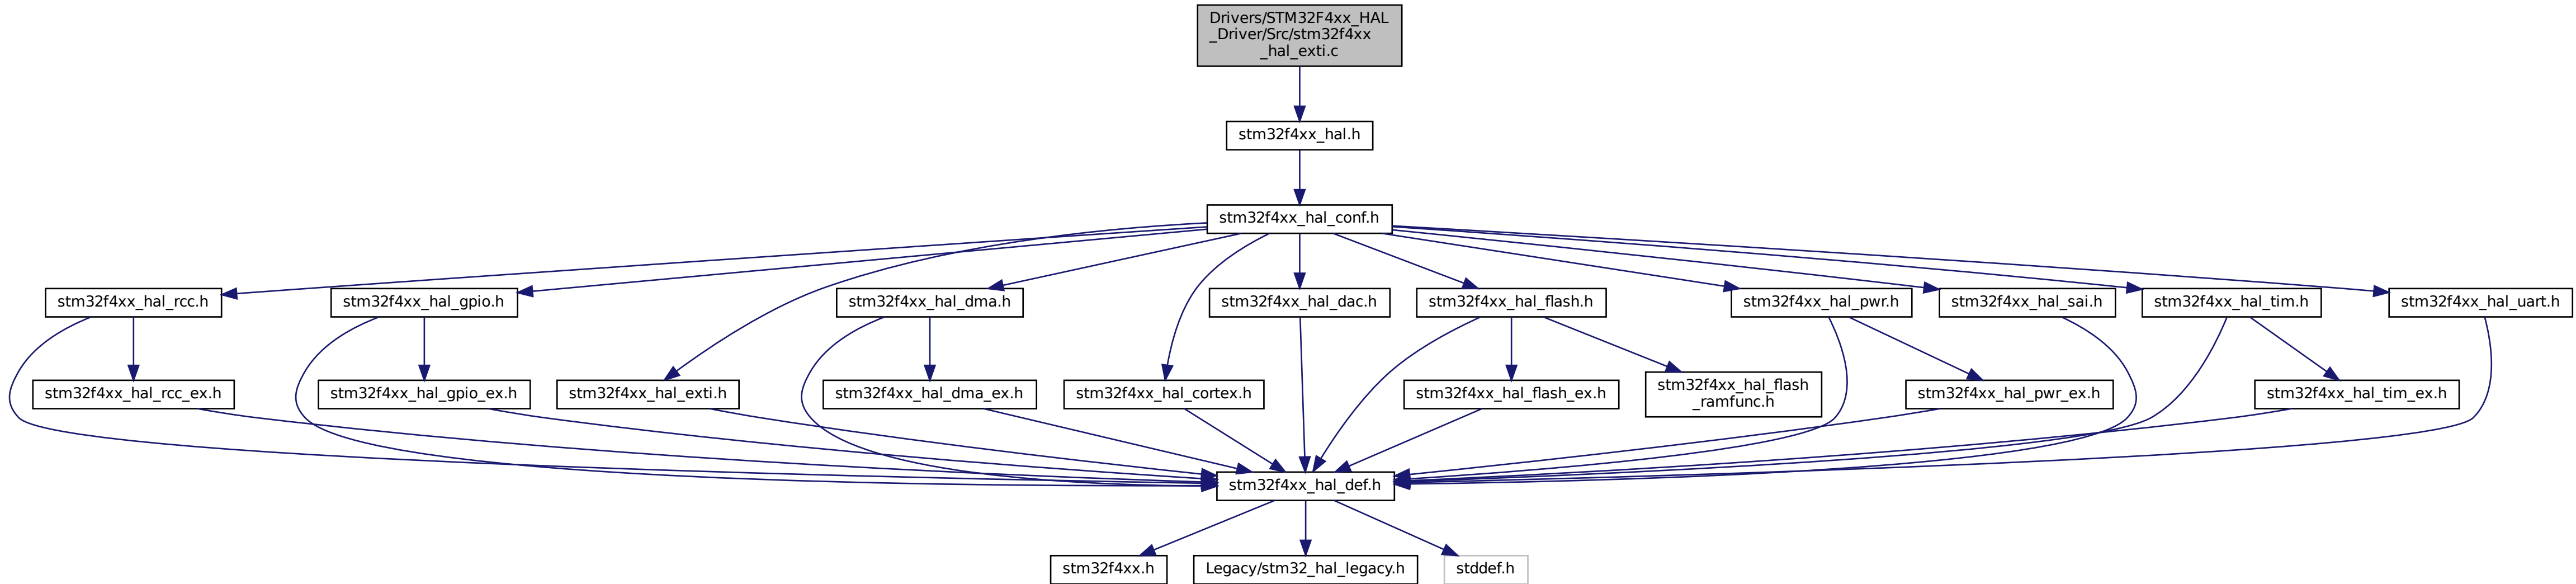 Drivers/STM32F4xx_HAL
_Driver/Src/stm32f4xx
_hal_exti.c
stm32f4xx_hal.h
stm32f4xx_hal_conf.h
stm32f4xx_hal_rcc.h
stm32f4xx_hal_gpio.h
stm32f4xx_hal_dma.h
stm32f4xx_hal_dac.h
stm32f4xx_hal_flash.h
stm32f4xx_hal_pwr.h
stm32f4xx_hal_sai.h
stm32f4xx_hal_tim.h
stm32f4xx_hal_uart.h
stm32f4xx_hal_rcc_ex.h
stm32f4xx_hal_gpio_ex.h
stm32f4xx_hal_exti.h
stm32f4xx_hal_dma_ex.h
stm32f4xx_hal_cortex.h
stm32f4xx_hal_flash_ex.h
stm32f4xx_hal_flash
_ramfunc.h
stm32f4xx_hal_pwr_ex.h
stm32f4xx_hal_tim_ex.h
stm32f4xx_hal_def.h
stm32f4xx.h
Legacy/stm32_hal_legacy.h
stddef.h